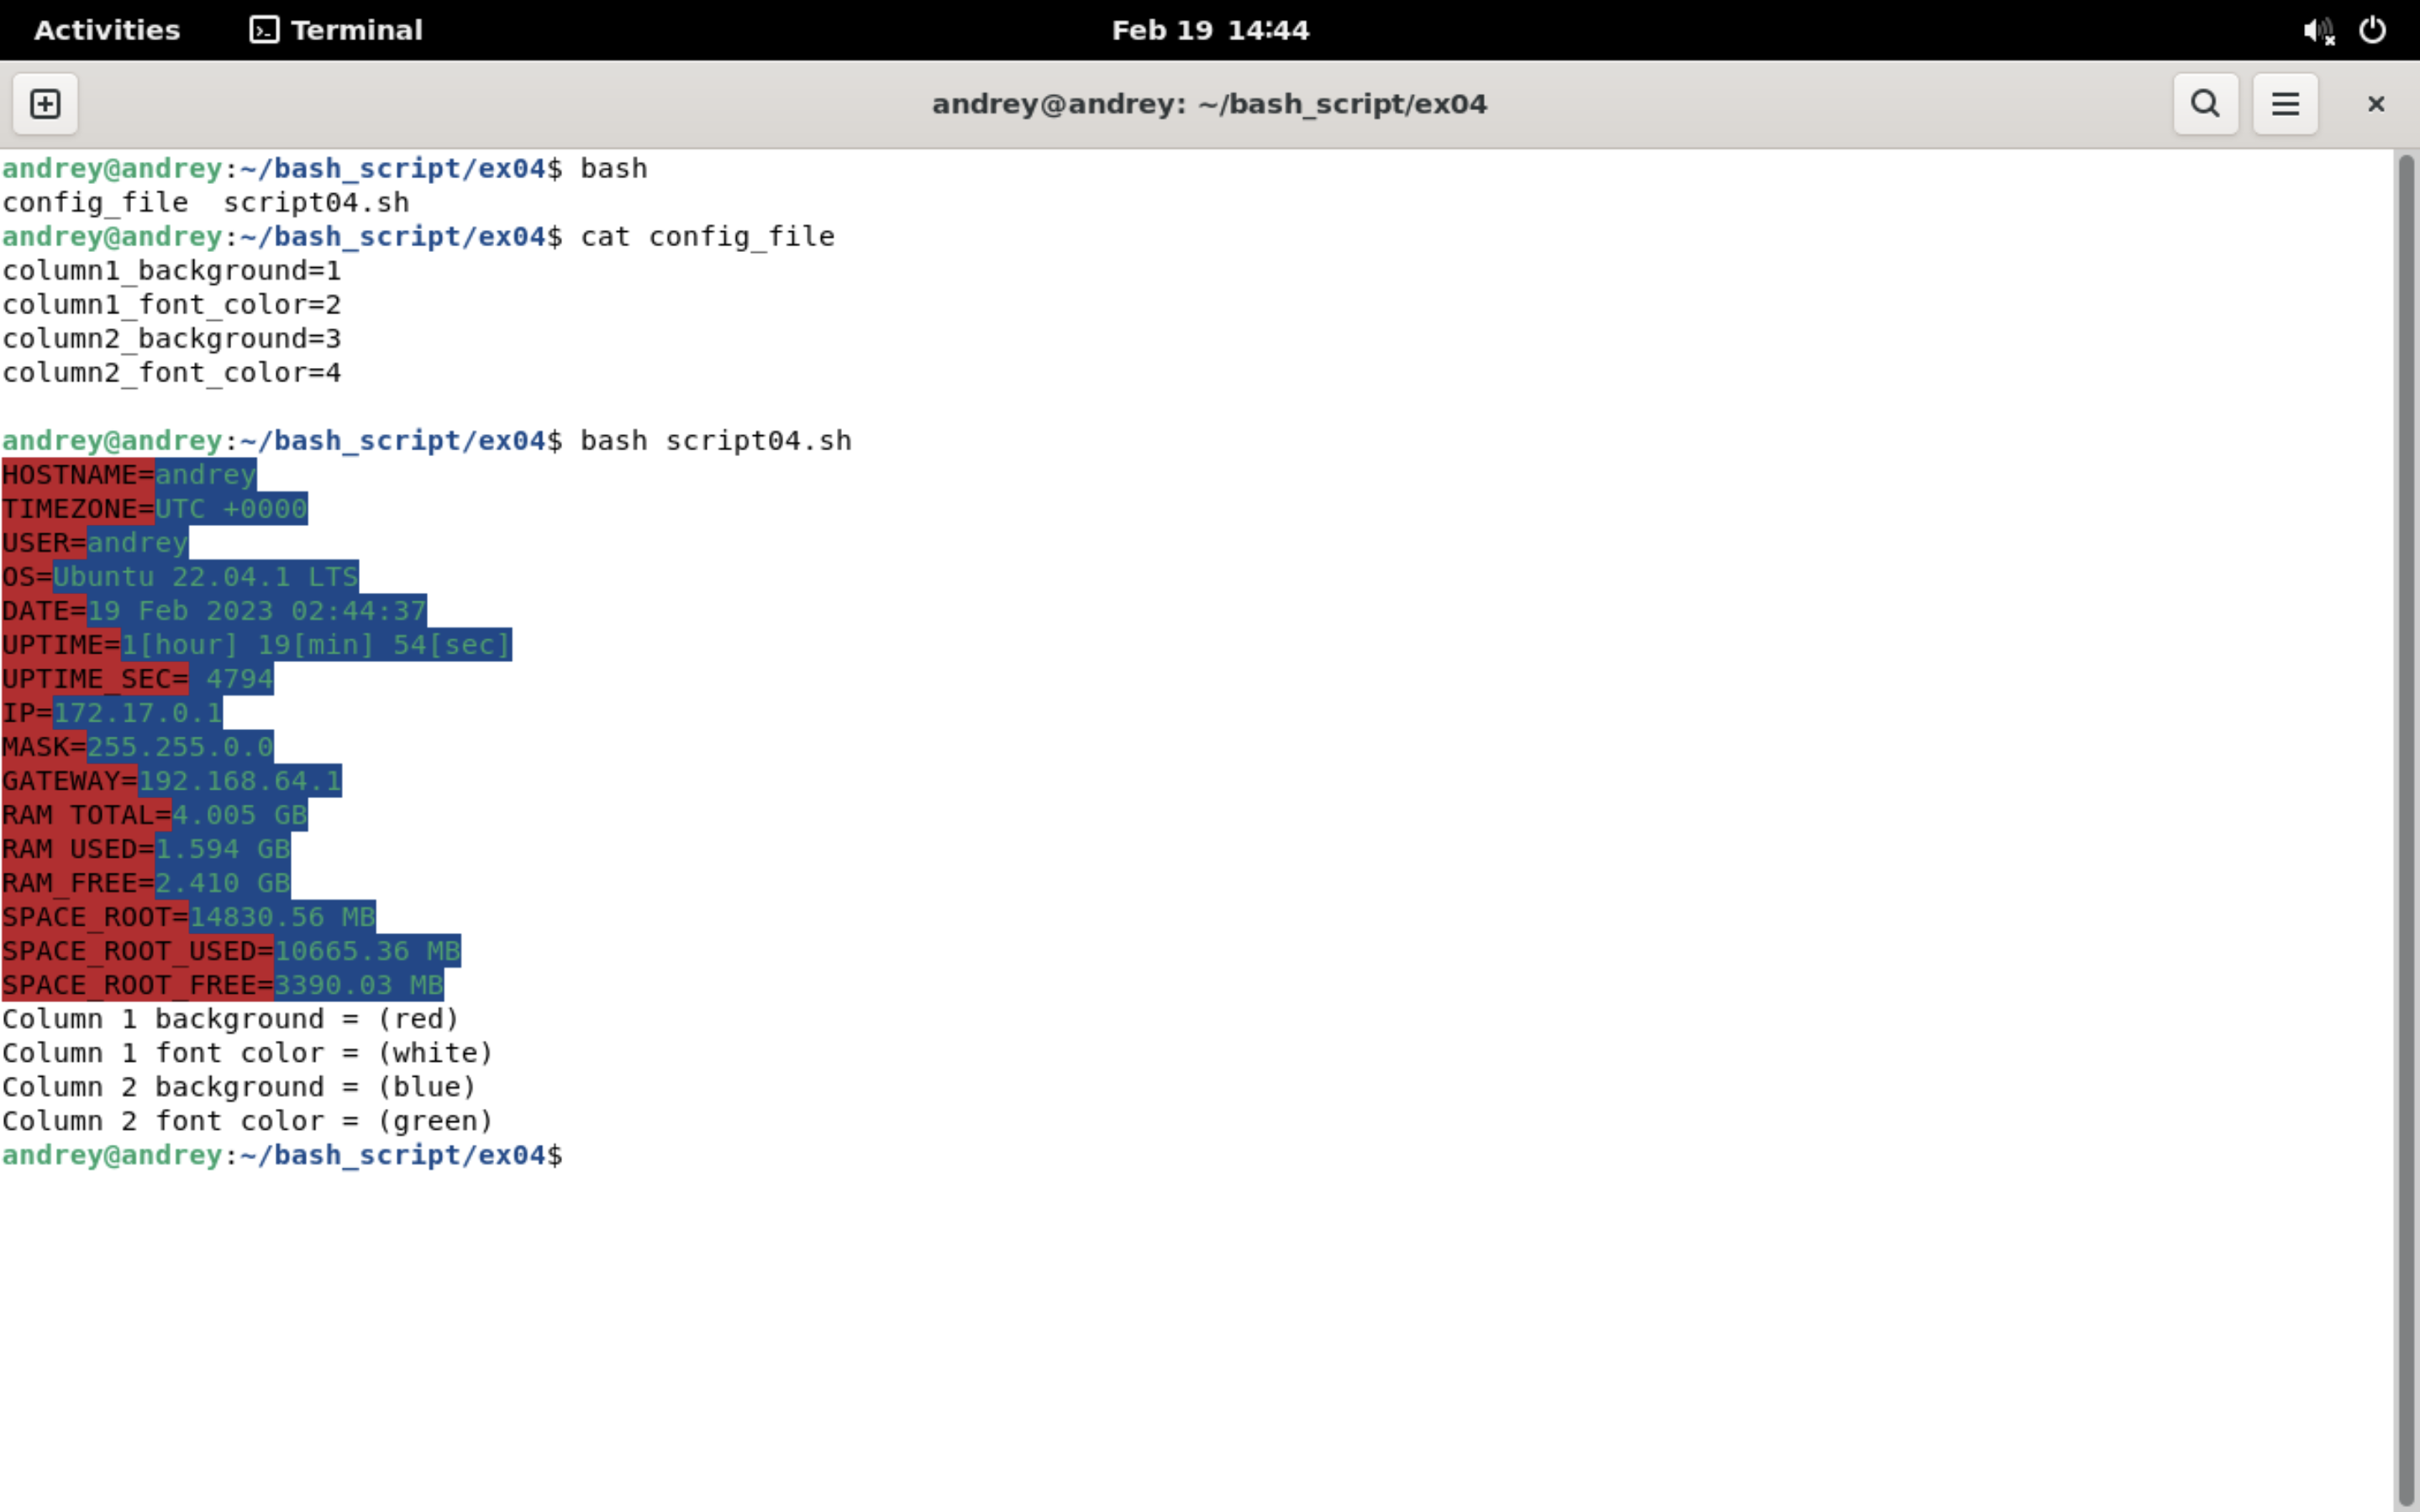 Activities Terminal Feb 19 14:44
andrey@andrey: ~/bash_script/ex04
andrey@andrey:~/bash_script/ex04$ bash
config_file  script04.sh
andrey@andrey:~/bash_script/ex04$ cat config_file
column1_background=1
column1_font_color=2
column2_background=3
column2_font_color=4
andrey@andrey:~/bash_script/ex04$ bash script04.sh
HOSTNAME=andrey
TIMEZONE=UTC +0000
USER=andrey
OS=Ubuntu 22.04.1 LTS
DATE=19 Feb 2023 02:44:37
UPTIME=1[hour] 19[min] 54[sec]
UPTIME_SEC= 4794
IP=172.17.0.1
MASK=255.255.0.0
GATEWAY=192.168.64.1
RAM TOTAL=4.005 GB
RAM USED=1.594 GB
RAM_FREE=2.410 GB
SPACE_ROOT=14830.56 MB
SPACE_ROOT_USED=10665.36 MB
SPACE_ROOT_FREE=3390.03 MB
Column 1 background = (red)
Column 1 font color = (white)
Column 2 background = (blue)
Column 2 font color = (green)
andrey@andrey:~/bash_script/ex04$